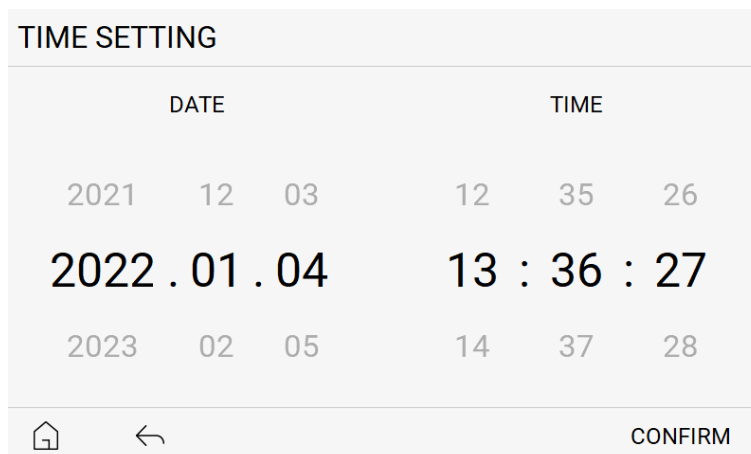 TIME SETTING
DATE TIME
2021 12 03 12 35 26
2022 . 01 . 04 13 : 36 : 27
2023 02 05 14 37 28
CONFIRM